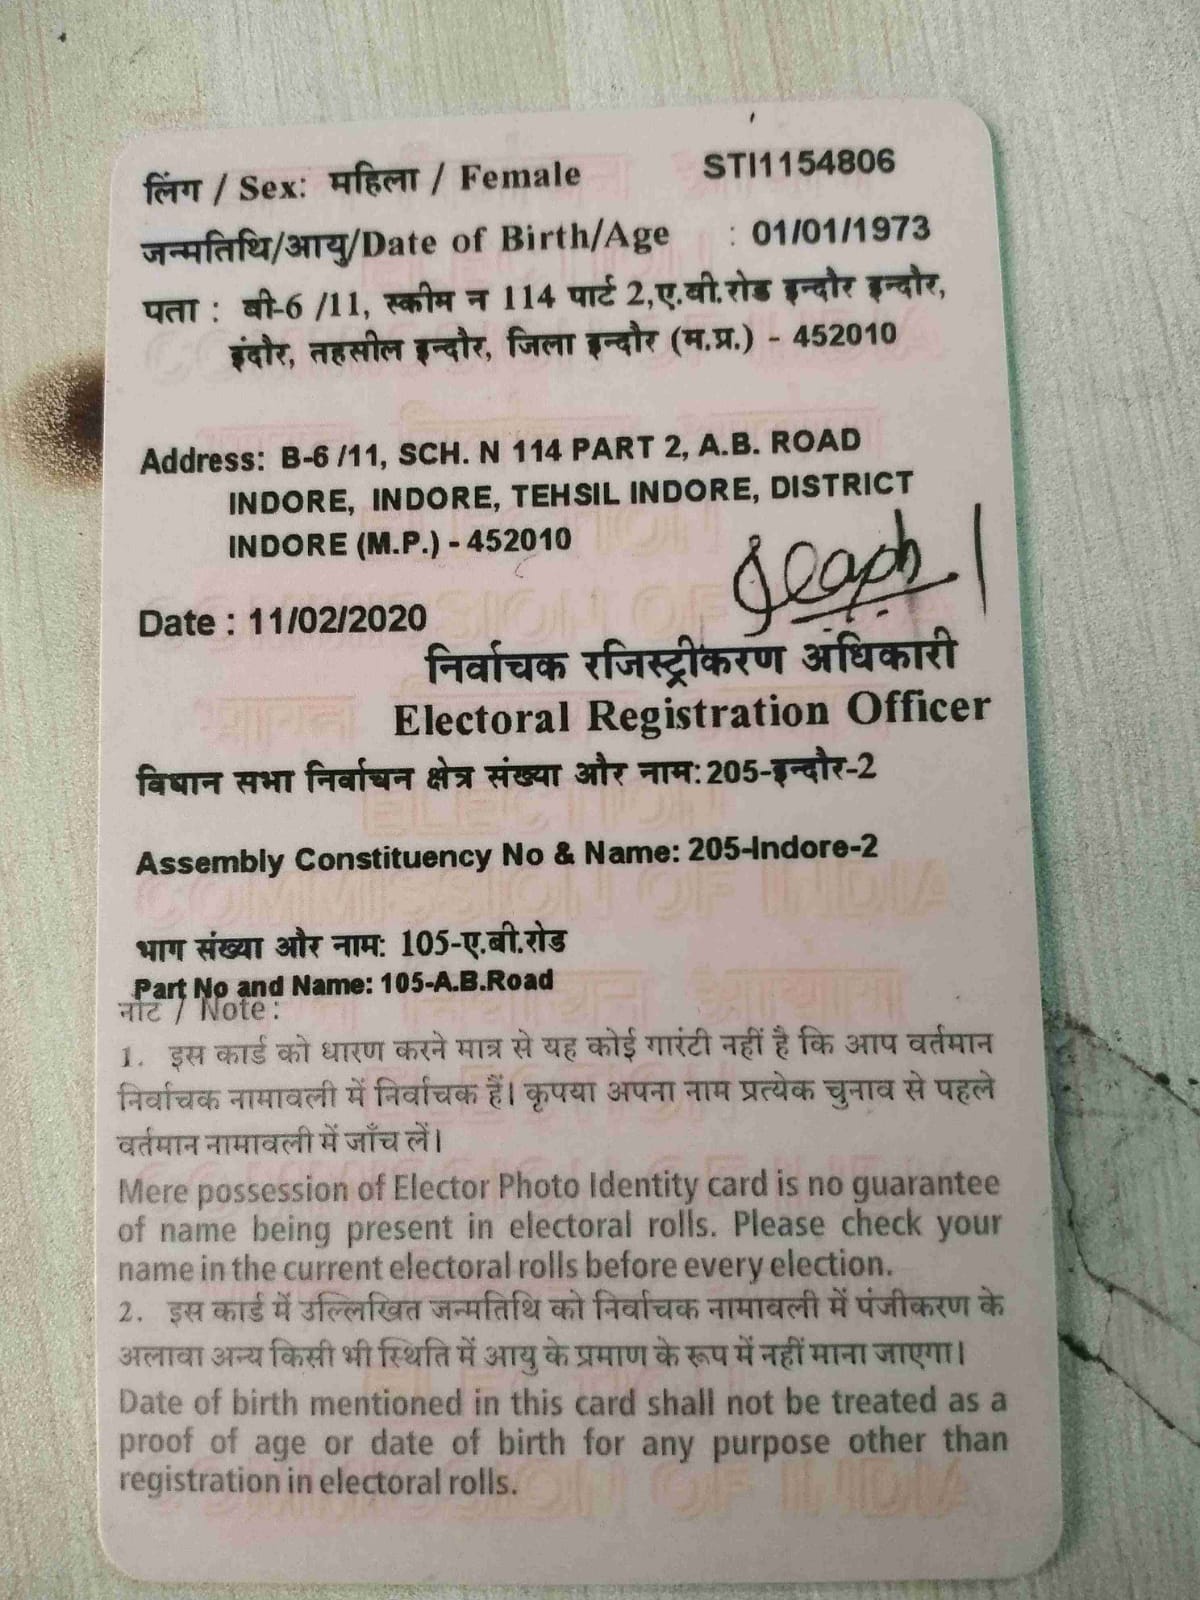 लिंग / Sex: महिला / Female STI1154806
जन्मतिथि/आयु/Date of Birth/Age : 01/01/1973
पता : बी-6 /11, स्कीम न 114 पार्ट 2,ए.बी.रोड इन्दौर इन्दौर,
इंदौर, तहसील इन्दौर, जिला इन्दौर (म.प्र.) - 452010
Address: B-6 /11, SCH. N 114 PART 2, A.B. ROAD
INDORE, INDORE, TEHSIL INDORE, DISTRICT
INDORE (M.P.) - 452010
Date : 11/02/2020
निर्वाचक रजिस्ट्रीकरण अधिकारी
Electoral Registration Officer
विधान सभा निर्वाचन क्षेत्र संख्या और नाम: 205-इन्दौर-2
Assembly Constituency No & Name: 205-Indore-2
भाग संख्या और नाम: 105-ए.बी.रोड
Part No and Name: 105-A.B.Road
नोट / Note :
1. इस कार्ड को धारण करने मात्र से यह कोई गारंटी नहीं है कि आप वर्तमान
निर्वाचक नामावली में निर्वाचक हैं। कृपया अपना नाम प्रत्येक चुनाव से पहले
वर्तमान नामावली में जाँच लें।
Mere possession of Elector Photo Identity card is no guarantee
of name being present in electoral rolls. Please check your
name in the current electoral rolls before every election.
2. इस कार्ड में उल्लिखित जन्मतिथि को निर्वाचक नामावली में पंजीकरण के
अलावा अन्य किसी भी स्थिति में आयु के प्रमाण के रूप में नहीं माना जाएगा।
Date of birth mentioned in this card shall not be treated as a
proof of age or date of birth for any purpose other than
registration in electoral rolls.